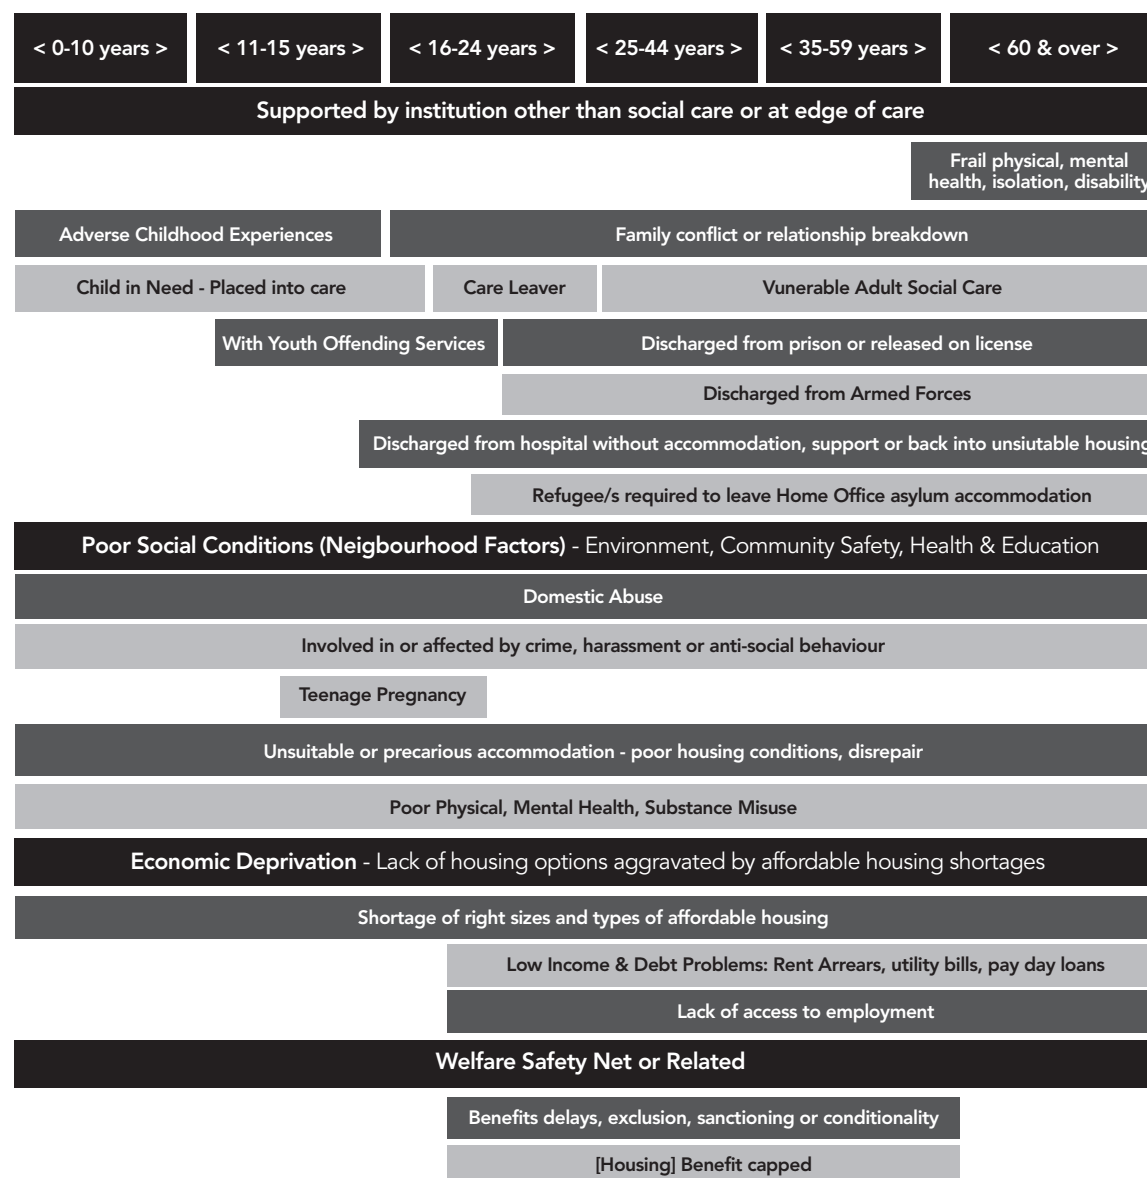 < 0-10 years >
< 11-15 years >
< 16-24 years >
< 25-44 years >
< 35-59 years >
< 60 & over >
Supported by institution other than social care or at edge of care
Frail physical, mental
health, isolation, disability
Adverse Childhood Experiences
Family conflict or relationship breakdown
Child in Need - Placed into care
Care Leaver
Vunerable Adult Social Care
With Youth Offending Services
Discharged from prison or released on license
Discharged from Armed Forces
Discharged from hospital without accommodation, support or back into unsiutable housing
Refugee/s required to leave Home Office asylum accommodation
Poor Social Conditions (Neigbourhood Factors) - Environment, Community Safety, Health & Education
Domestic Abuse
Involved in or affected by crime, harassment or anti-social behaviour
Teenage Pregnancy
Unsuitable or precarious accommodation - poor housing conditions, disrepair
Poor Physical, Mental Health, Substance Misuse
Economic Deprivation - Lack of housing options aggravated by affordable housing shortages
Shortage of right sizes and types of affordable housing
Low Income & Debt Problems: Rent Arrears, utility bills, pay day loans
Lack of access to employment
Welfare Safety Net or Related
Benefits delays, exclusion, sanctioning or conditionality
[Housing] Benefit capped